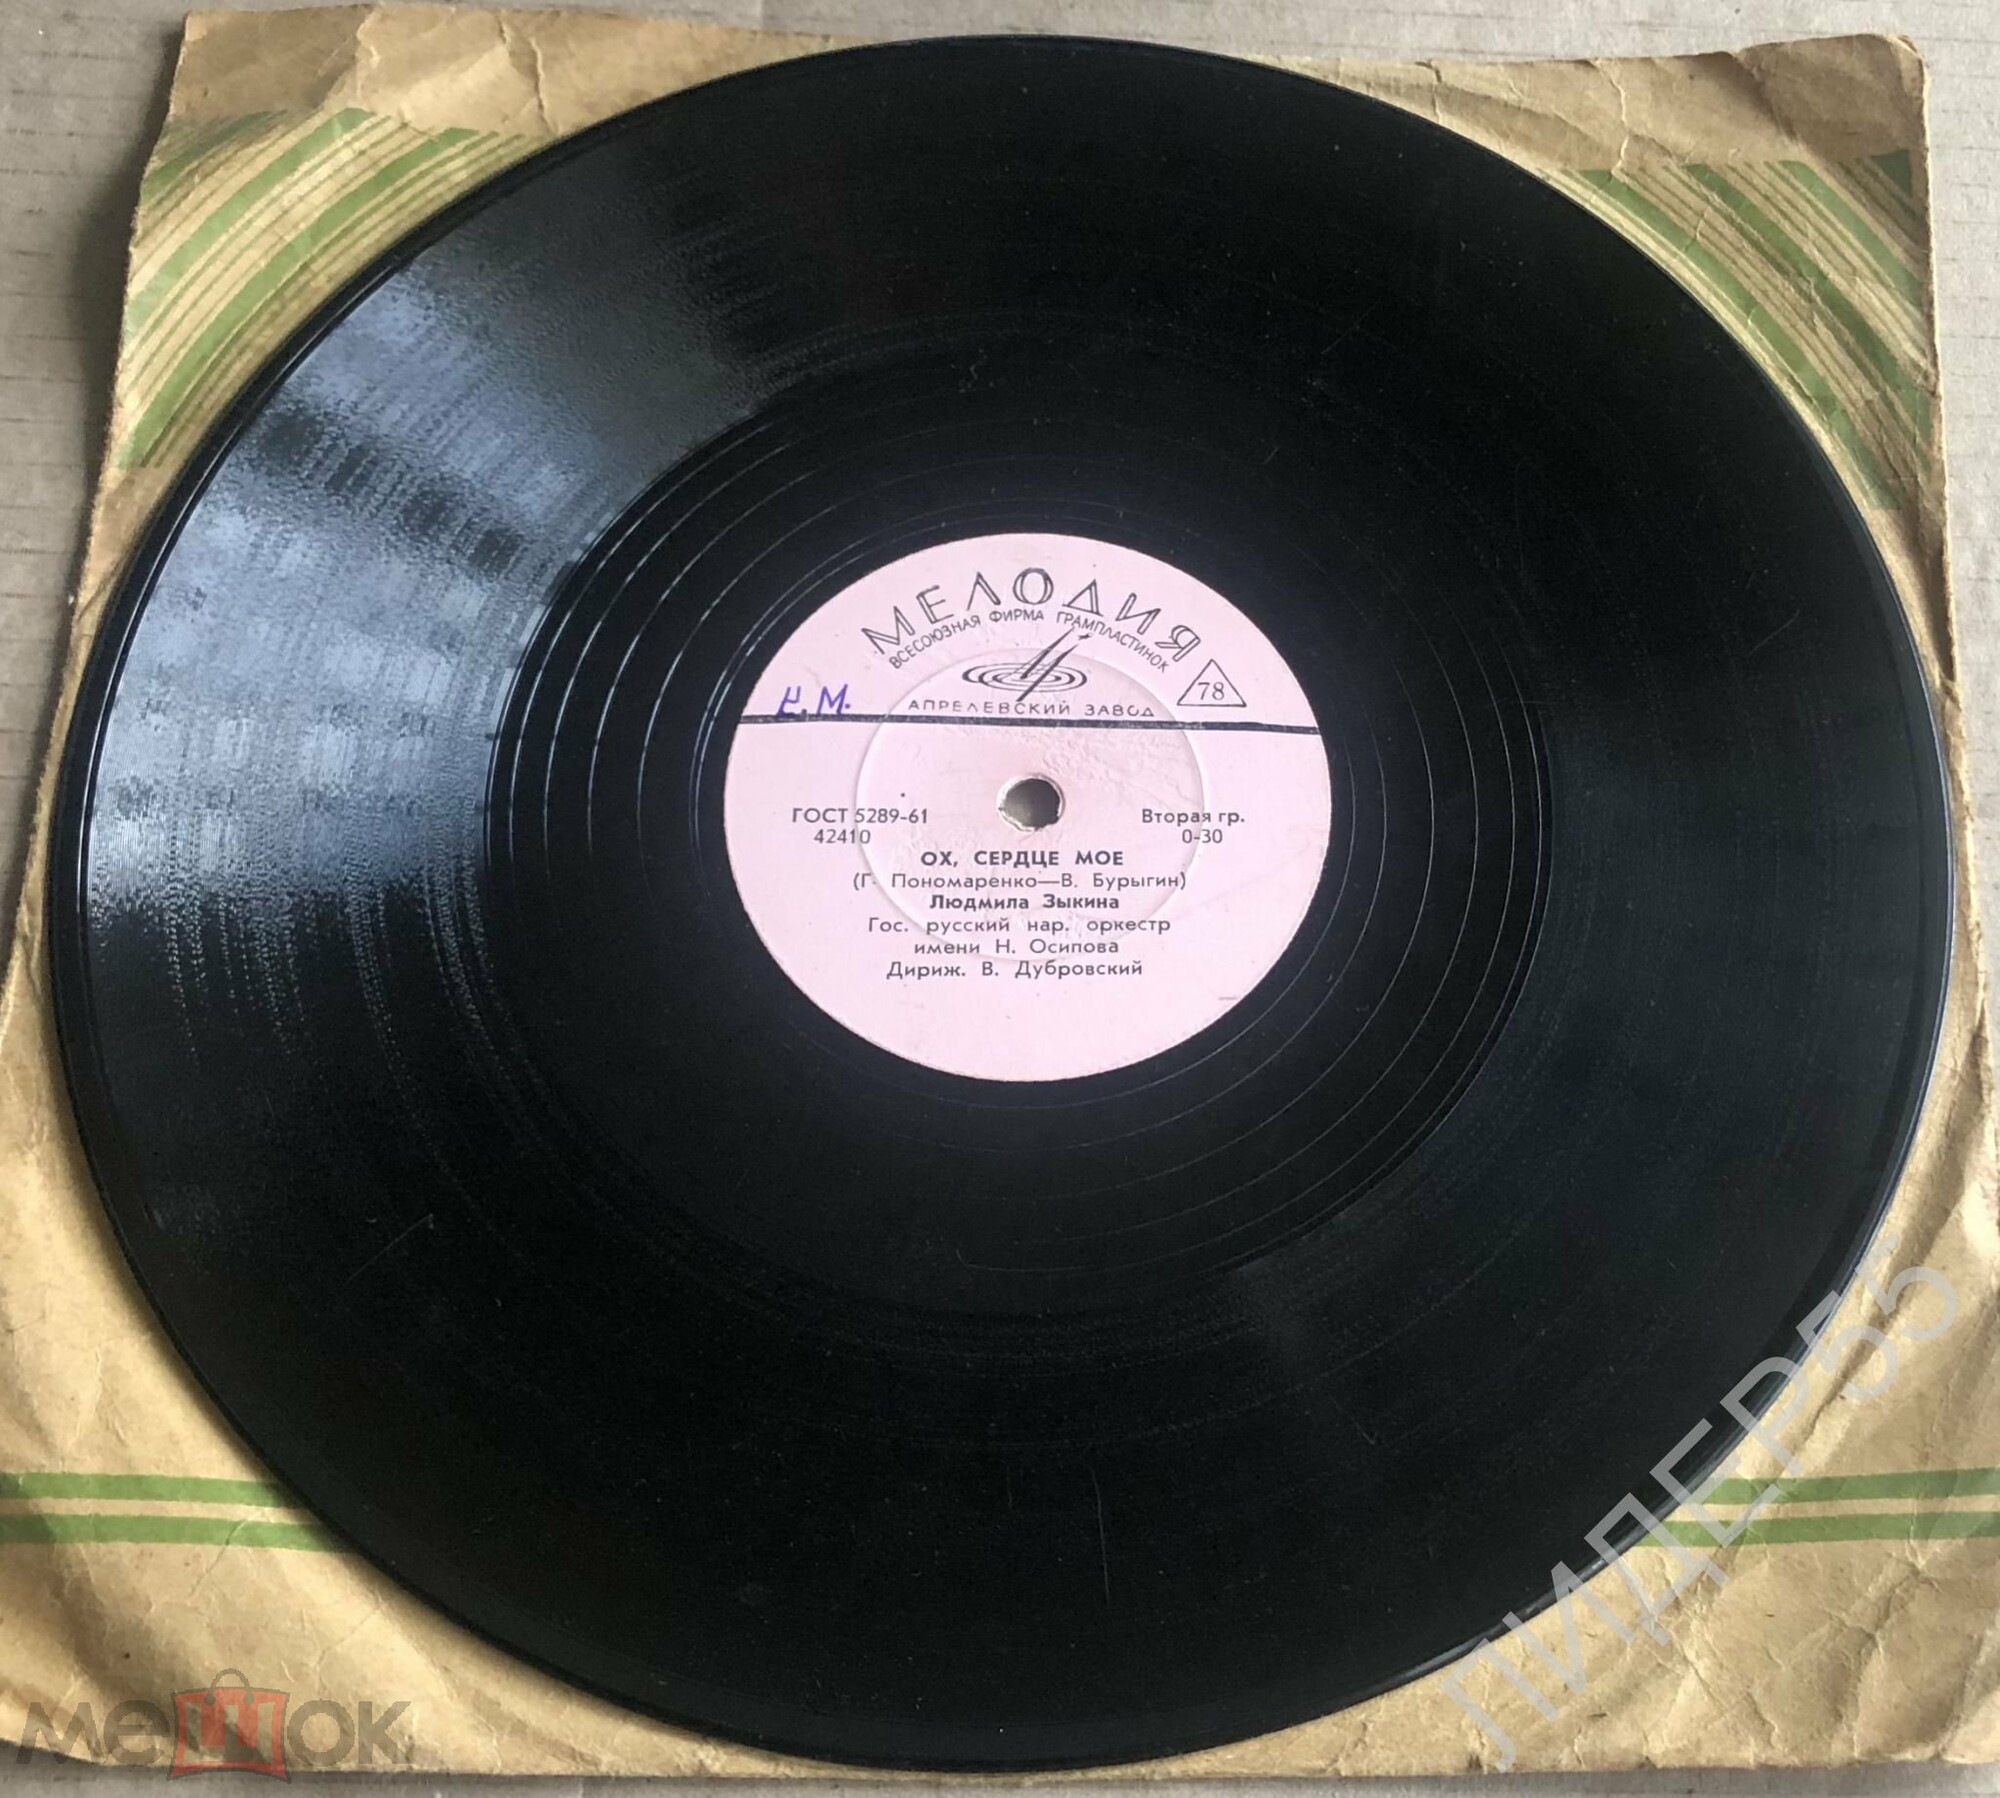 МЕЛОДИЯ
ВСЕСОЮЗНАЯ ФИРМА ГРАМПЛАСТИНОК
78
Н.М.
АПРЕЛЕВСКИЙ ЗАВОД
ГОСТ 5289-61
42410
Вторая гр.
0-30
ОХ, СЕРДЦЕ МОЕ
(Г. Пономаренко—В. Бурыгин)
Людмила Зыкина
Гос. русский нар. оркестр
имени Н. Осипова
Дириж. В. Дубровский
ЛИДЕР55
мешок